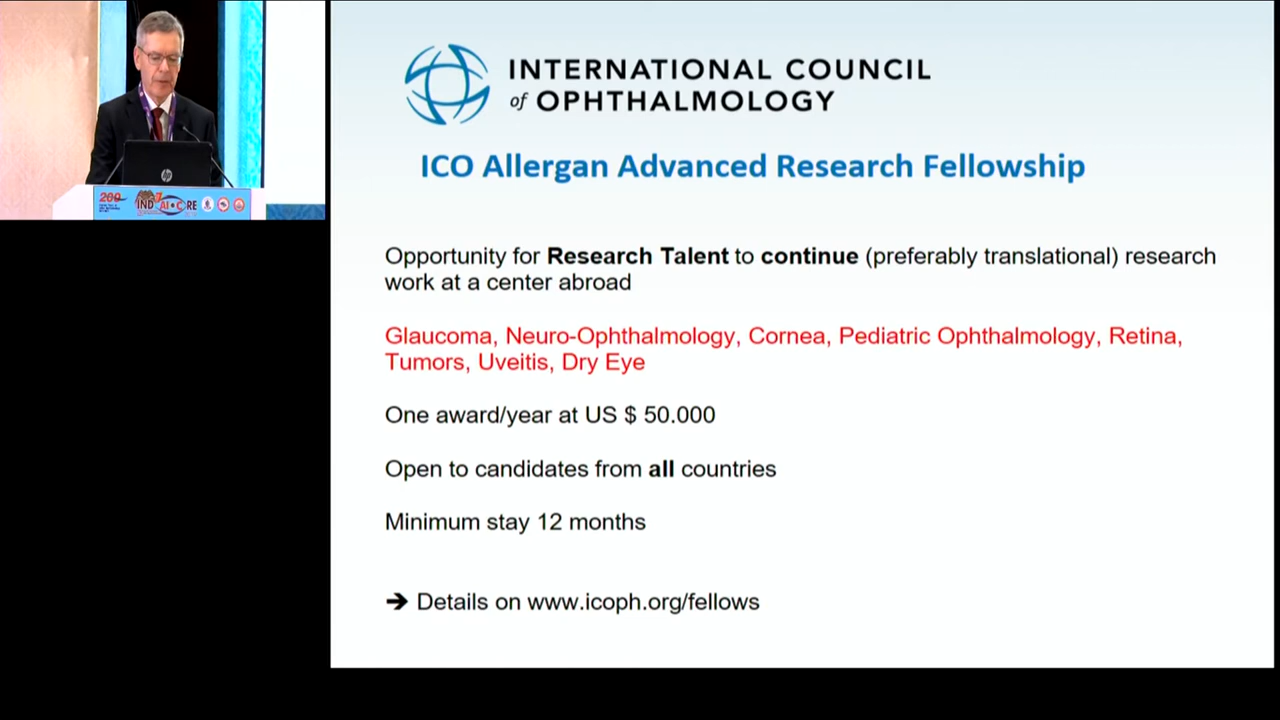 INTERNATIONAL COUNCIL
of OPHTHALMOLOGY
ICO Allergan Advanced Research Fellowship
Opportunity for Research Talent to continue (preferably translational) research
work at a center abroad
Glaucoma, Neuro-Ophthalmology, Cornea, Pediatric Ophthalmology, Retina,
Tumors, Uveitis, Dry Eye
One award/year at US $ 50.000
Open to candidates from all countries
Minimum stay 12 months
➔ Details on www.icoph.org/fellows
hp
200